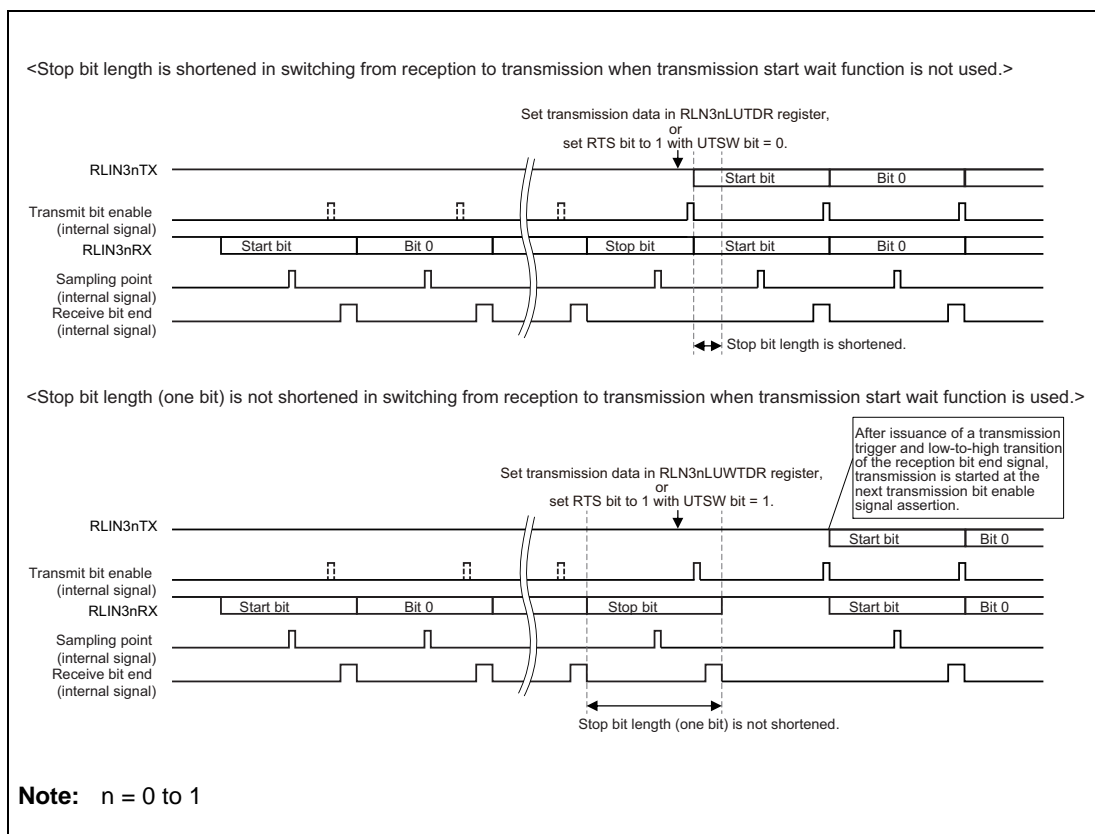 <Stop bit length is shortened in switching from reception to transmission when transmission start wait function is not used.>
Set transmission data in RLN3nLUTDR register,
or
set RTS bit to 1 with UTSW bit = 0.
RLIN3nTX
Start bit
Bit 0
Transmit bit enable
(internal signal)
RLIN3nRX
Start bit
Bit 0
Stop bit
Start bit
Bit 0
Sampling point
(internal signal)
Receive bit end
(internal signal)
Stop bit length is shortened.
<Stop bit length (one bit) is not shortened in switching from reception to transmission when transmission start wait function is used.>
After issuance of a transmission
trigger and low-to-high transition
of the reception bit end signal,
transmission is started at the
next transmission bit enable
signal assertion.
Set transmission data in RLN3nLUWTDR register,
or
set RTS bit to 1 with UTSW bit = 1.
RLIN3nTX
Start bit
Bit 0
Transmit bit enable
(internal signal)
RLIN3nRX
Start bit
Bit 0
Stop bit
Start bit
Bit 0
Sampling point
(internal signal)
Receive bit end
(internal signal)
Stop bit length (one bit) is not shortened.
Note: n = 0 to 1